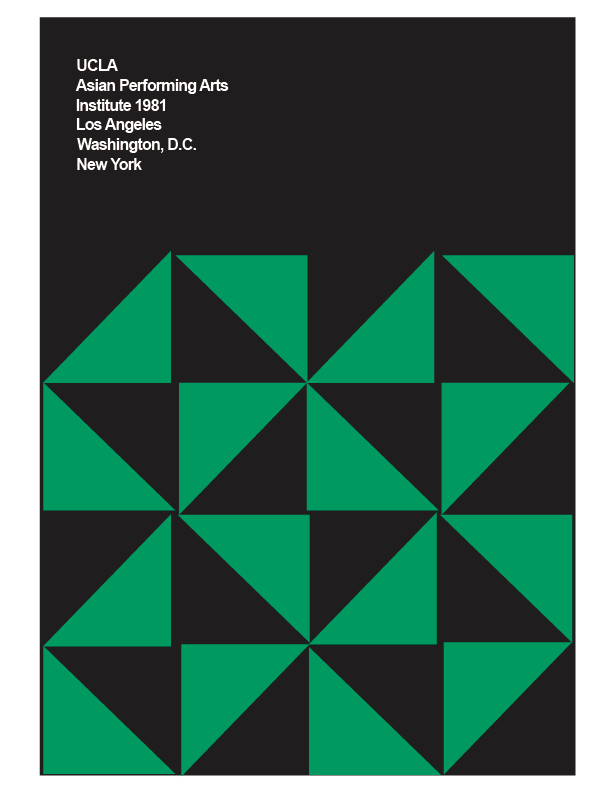 UCLA
Asian Performing Arts
Institute 1981
Los Angeles
Washington, D.C.
New York